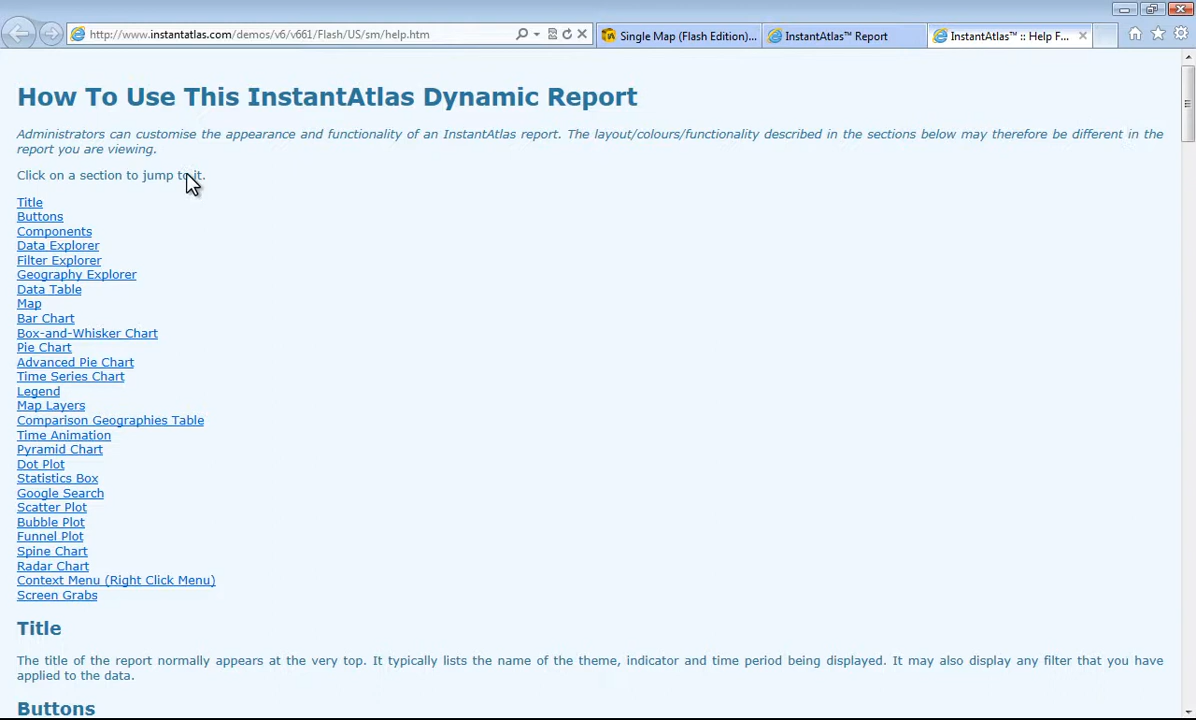 http://www.instantatlas.com/demos/v6/v661/Flash/US/sm/help.htm
Single Map (Flash Edition)...
InstantAtlas™ Report
InstantAtlas™ :: Help F...
How To Use This InstantAtlas Dynamic Report
Administrators can customise the appearance and functionality of an InstantAtlas report. The layout/colours/functionality described in the sections below may therefore be different in the
report you are viewing.
Click on a section to jump to it.
Title
Buttons
Components
Data Explorer
Filter Explorer
Geography Explorer
Data Table
Map
Bar Chart
Box-and-Whisker Chart
Pie Chart
Advanced Pie Chart
Time Series Chart
Legend
Map Layers
Comparison Geographies Table
Time Animation
Pyramid Chart
Dot Plot
Statistics Box
Google Search
Scatter Plot
Bubble Plot
Funnel Plot
Spine Chart
Radar Chart
Context Menu (Right Click Menu)
Screen Grabs
Title
The title of the report normally appears at the very top. It typically lists the name of the theme, indicator and time period being displayed. It may also display any filter that you have
applied to the data.
Buttons